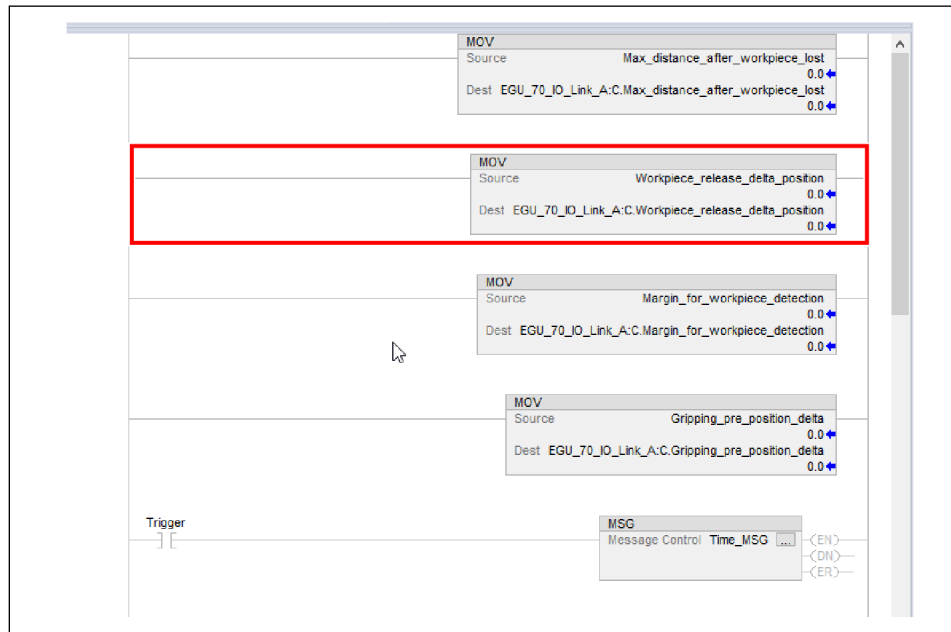 MOV
Source Max_distance_after_workpiece_lost
0.0
Dest EGU_70_IO_Link_A:C.Max_distance_after_workpiece_lost
0.0
MOV
Source Workpiece_release_delta_position
0.0
Dest EGU_70_IO_Link_A:C.Workpiece_release_delta_position
0.0
MOV
Source Margin_for_workpiece_detection
0.0
Dest EGU_70_IO_Link_A:C.Margin_for_workpiece_detection
0.0
MOV
Source Gripping_pre_position_delta
0.0
Dest EGU_70_IO_Link_A:C.Gripping_pre_position_delta
0.0
Trigger
MSG
Message Control Time_MSG ... (EN)
(DN)
(ER)